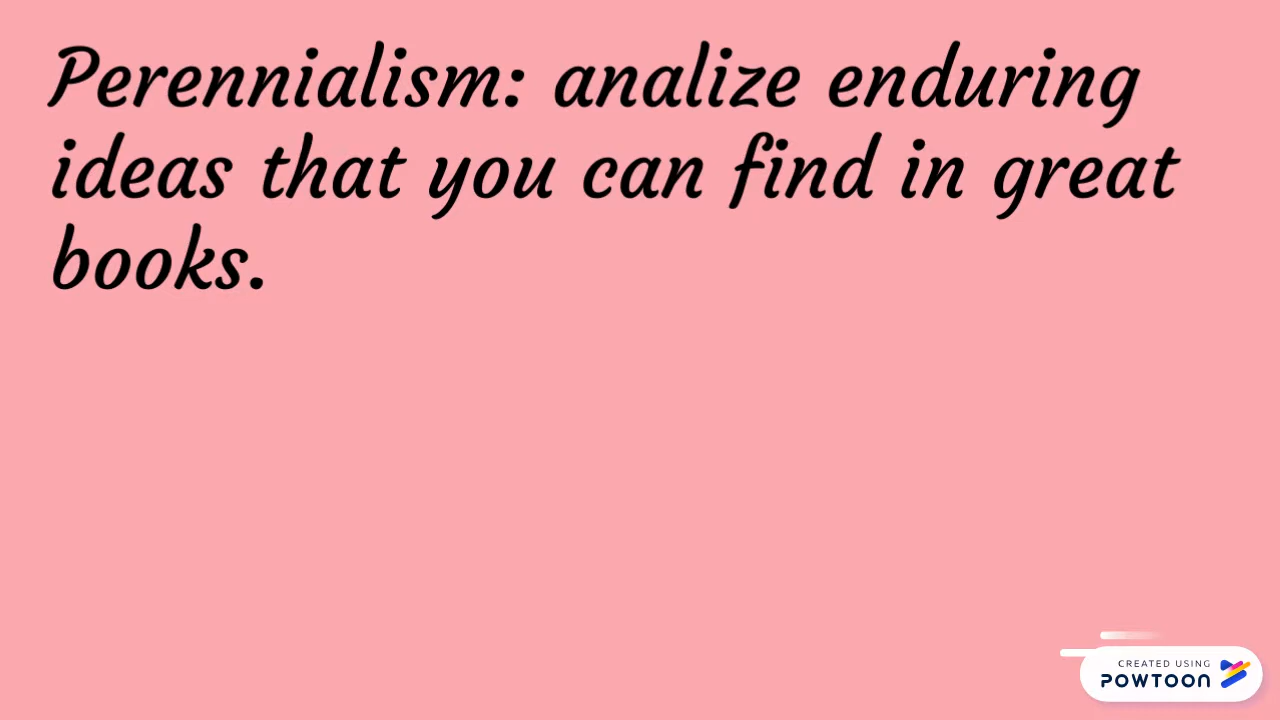 Perennialism: analize enduring
ideas that you can find in great
books.
CREATED USING
POWTOON